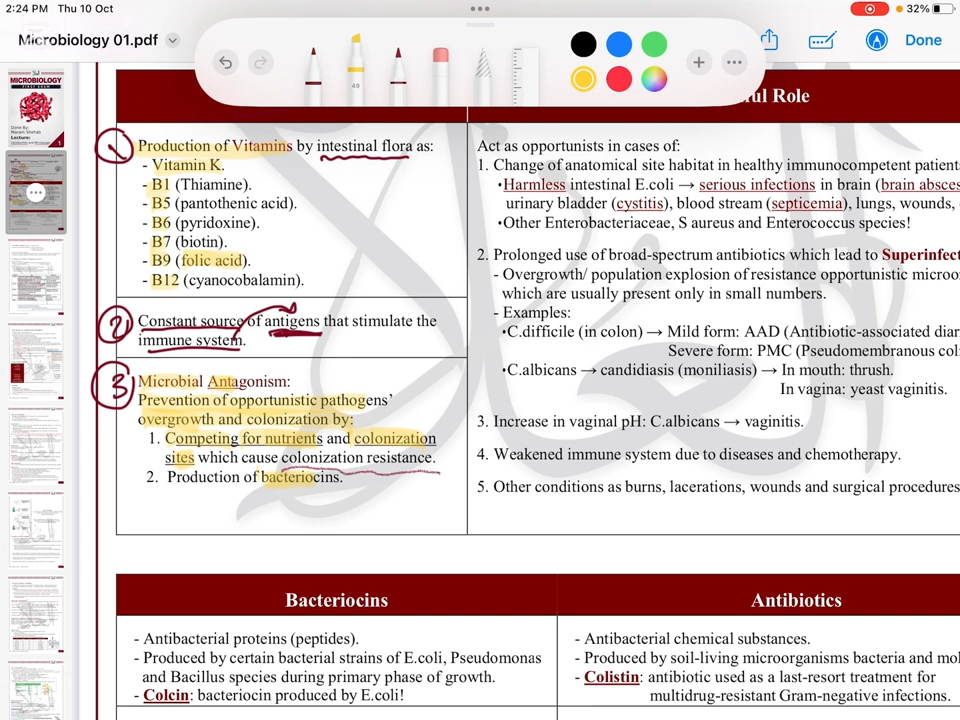 2:24 PM Thu 10 Oct
32%
Microbiology 01.pdf
Done
49
MICROBIOLOGY
FIRST EXAM
Done By:
Lecture:
ul Role
1
Production of Vitamins by intestinal flora as:
- Vitamin K.
- B1 (Thiamine).
- B5 (pantothenic acid).
- B6 (pyridoxine).
- B7 (biotin).
- B9 (folic acid).
- B12 (cyanocobalamin).
2
Constant source of antigens that stimulate the
immune system.
3
Microbial Antagonism:
Prevention of opportunistic pathogens’
overgrowth and colonization by:
1. Competing for nutrients and colonization
sites which cause colonization resistance.
2. Production of bacteriocins.
Act as opportunists in cases of:
1. Change of anatomical site habitat in healthy immunocompetent patient
•Harmless intestinal E.coli → serious infections in brain (brain absces
urinary bladder (cystitis), blood stream (septicemia), lungs, wounds,
•Other Enterobacteriaceae, S aureus and Enterococcus species!
2. Prolonged use of broad-spectrum antibiotics which lead to Superinfect
- Overgrowth/ population explosion of resistance opportunistic microo
which are usually present only in small numbers.
- Examples:
•C.difficile (in colon) → Mild form: AAD (Antibiotic-associated diar
Severe form: PMC (Pseudomembranous coli
•C.albicans → candidiasis (moniliasis) → In mouth: thrush.
In vagina: yeast vaginitis.
3. Increase in vaginal pH: C.albicans → vaginitis.
4. Weakened immune system due to diseases and chemotherapy.
5. Other conditions as burns, lacerations, wounds and surgical procedures
Bacteriocins
- Antibacterial proteins (peptides).
- Produced by certain bacterial strains of E.coli, Pseudomonas
and Bacillus species during primary phase of growth.
- Colcin: bacteriocin produced by E.coli!
Antibiotics
- Antibacterial chemical substances.
- Produced by soil-living microorganisms bacteria and mol
- Colistin: antibiotic used as a last-resort treatment for
multidrug-resistant Gram-negative infections.